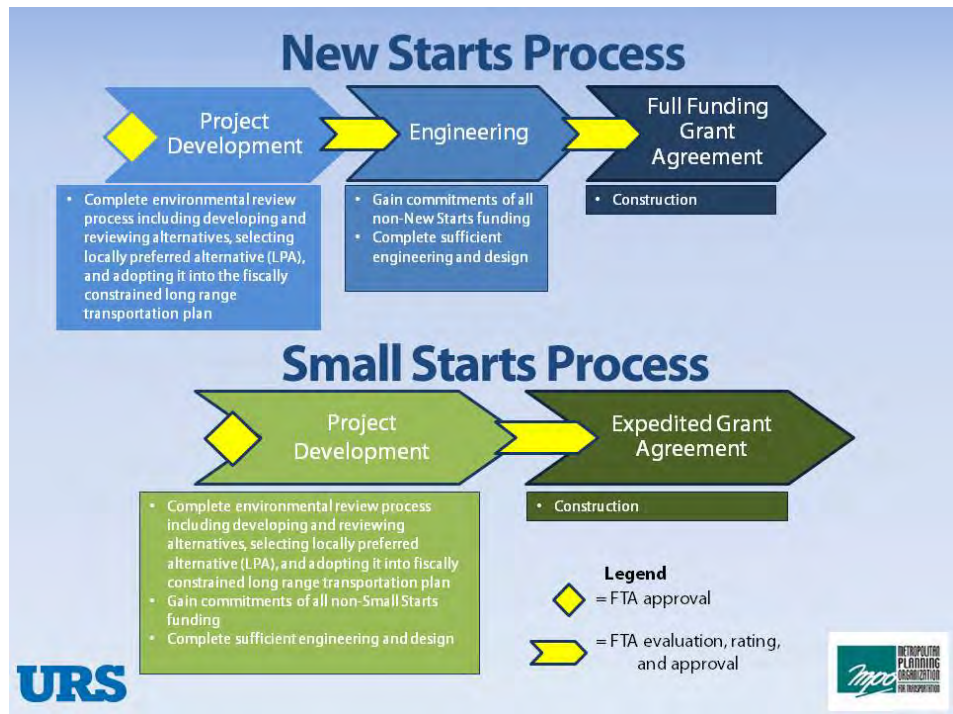 New Starts Process
Project
Development
Engineering
Full Funding
Grant
Agreement
• Complete environmental review
process including developing and
reviewing alternatives, selecting
locally preferred alternative (LPA),
and adopting it into the fiscally
constrained long range
transportation plan
• Gain commitments of all
non-New Starts funding
• Complete sufficient
engineering and design
• Construction
Small Starts Process
Project
Development
Expedited Grant
Agreement
• Complete environmental review process
including developing and reviewing
alternatives, selecting locally preferred
alternative (LPA), and adopting it into fiscally
constrained long range transportation plan
• Gain commitments of all non-Small Starts
funding
• Complete sufficient engineering and design
• Construction
Legend
= FTA approval
= FTA evaluation, rating,
and approval
URS
mpo
METROPOLITAN
PLANNING
ORGANIZATION
FOR TRANSPORTATION